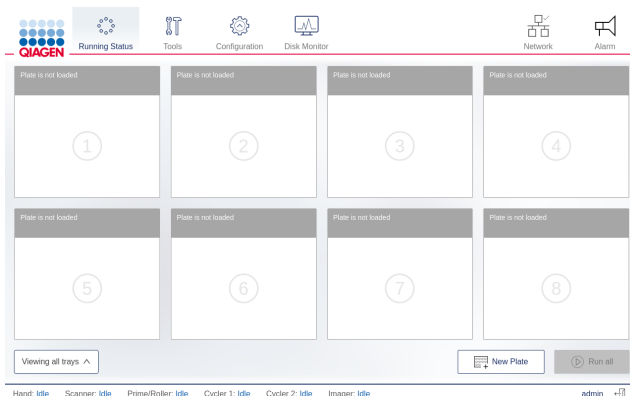 QIAGEN
Running Status
Tools
Configuration
Disk Monitor
Network
Alarm
Plate is not loaded
Plate is not loaded
Plate is not loaded
Plate is not loaded
1
2
3
4
Plate is not loaded
Plate is not loaded
Plate is not loaded
Plate is not loaded
5
6
7
8
Viewing all trays
New Plate
Run all
Hand: Idle
Scanner: Idle
Prime/Roller: Idle
Cycler 1: Idle
Cycler 2: Idle
Imager: Idle
admin